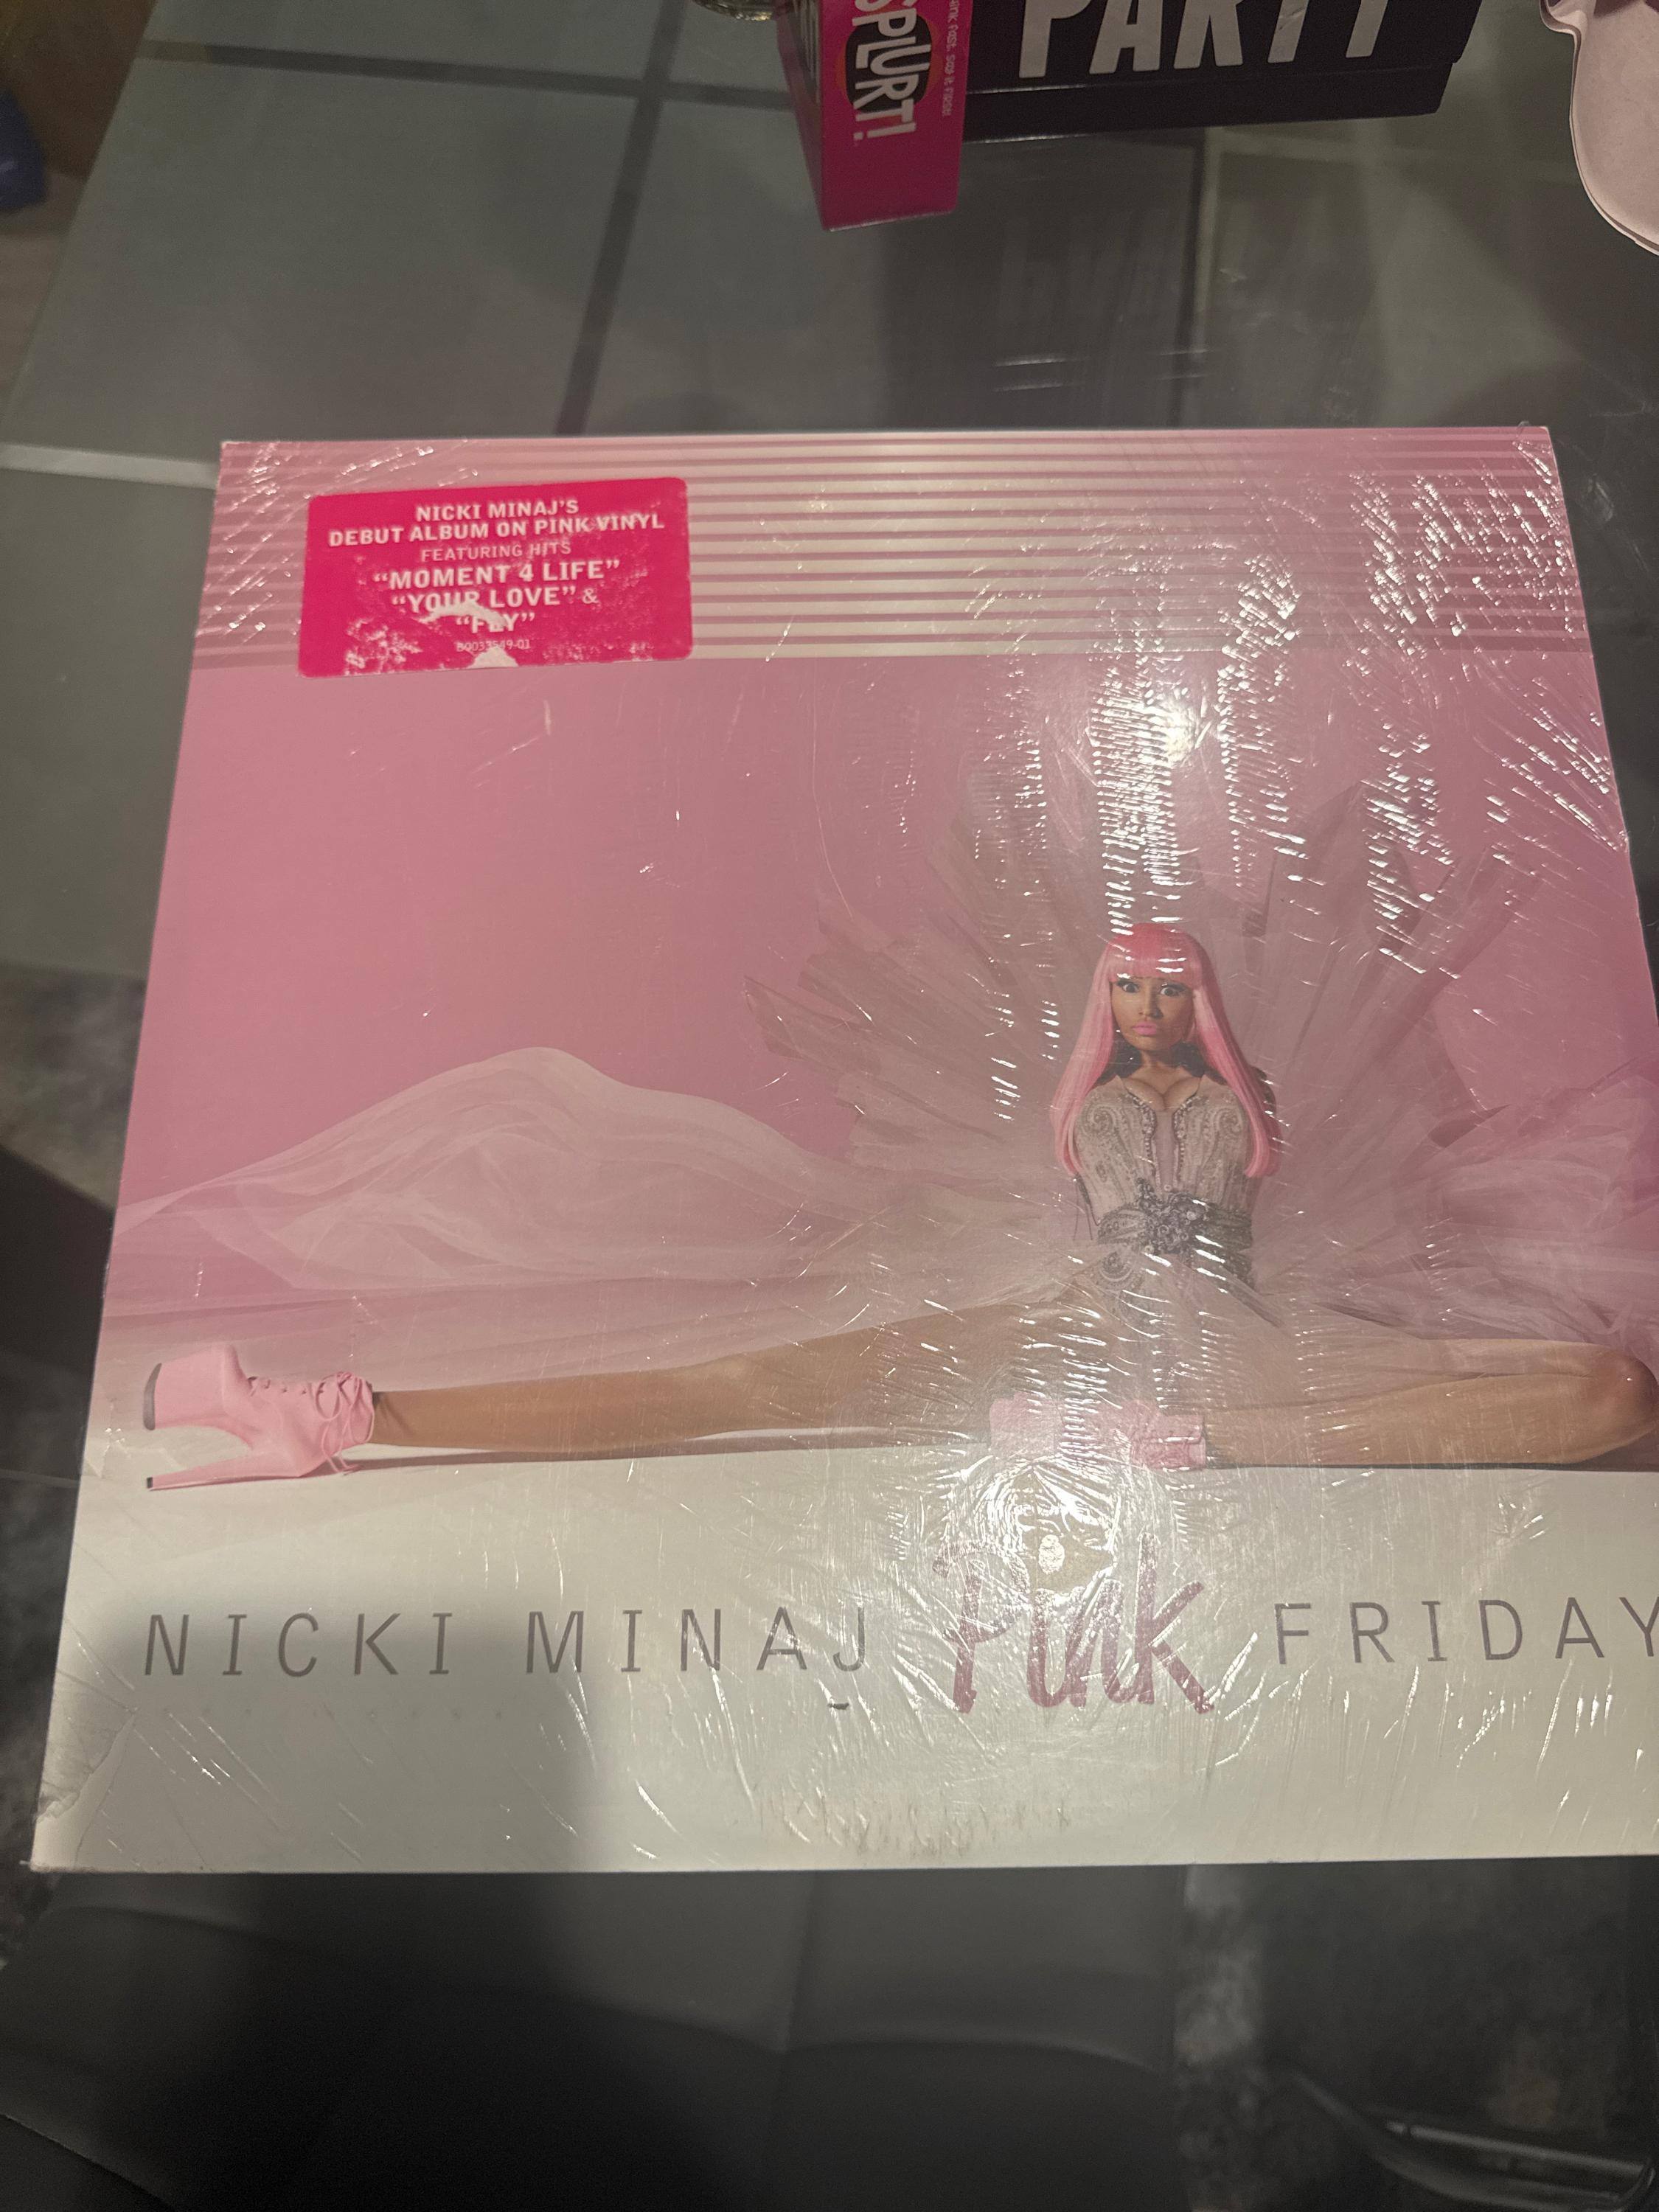 SPLURT!
PARTY
NICKI MINAJ'S
DEBUT ALBUM ON PINK VINYL
FEATURING HITS
"MOMENT 4 LIFE"
"YOUR LOVE" &
"FLY"
NICKI MINAJ Pink FRIDAY